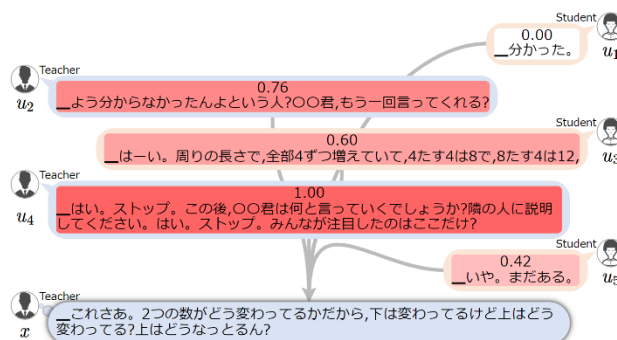 Student
0.00
__分かった。
u1
Teacher
0.76
__よう分からなかったんよという人?〇〇君,もう一回言ってくれる?
u2
Student
0.60
__はーい。周りの長さで,全部4ずつ増えていて,4たす4は8で,8たす4は12,
u3
Teacher
1.00
__はい。ストップ。この後,〇〇君は何と言っていくでしょうか?隣の人に説明
してください。はい。ストップ。みんなが注目したのはここだけ?
u4
Student
0.42
__いや。まだある。
u5
Teacher
__これさあ。2つの数がどう変わってるかだから,下は変わってるけど上はどう
変わってる?上はどうなっとるん?
x